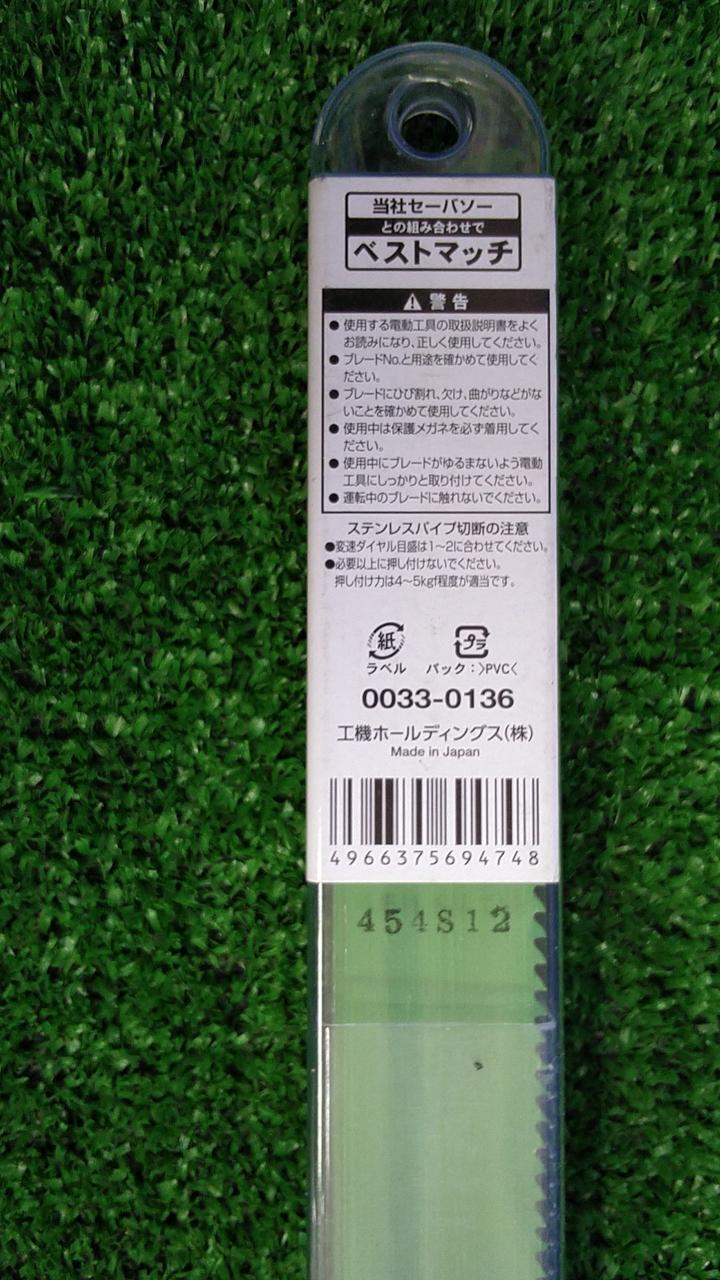 当社セーバソー
との組み合わせで
ベストマッチ
警告
●使用する電動工具の取扱説明書をよく
お読みになり、正しく使用してください。
●ブレードNo.と用途を確かめて使用してく
ださい。
●ブレードにひび割れ、欠け、曲がりなどがな
いことを確かめて使用してください。
●使用中は保護メガネを必ず着用してく
ださい。
●使用中にブレードがゆるまないよう電動
工具にしっかりと取り付けてください。
●運転中のブレードに触れないでください。
ステンレスパイプ切断の注意
●変速ダイヤル目盛は1〜2に合わせてください。
●必要以上に押し付けないでください。
押し付け力は4〜5kgf程度が適当です。
紙 プラ
ラベル パック:>PVC<
0033-0136
工機ホールディングス(株)
Made in Japan
4966375694748
454S12